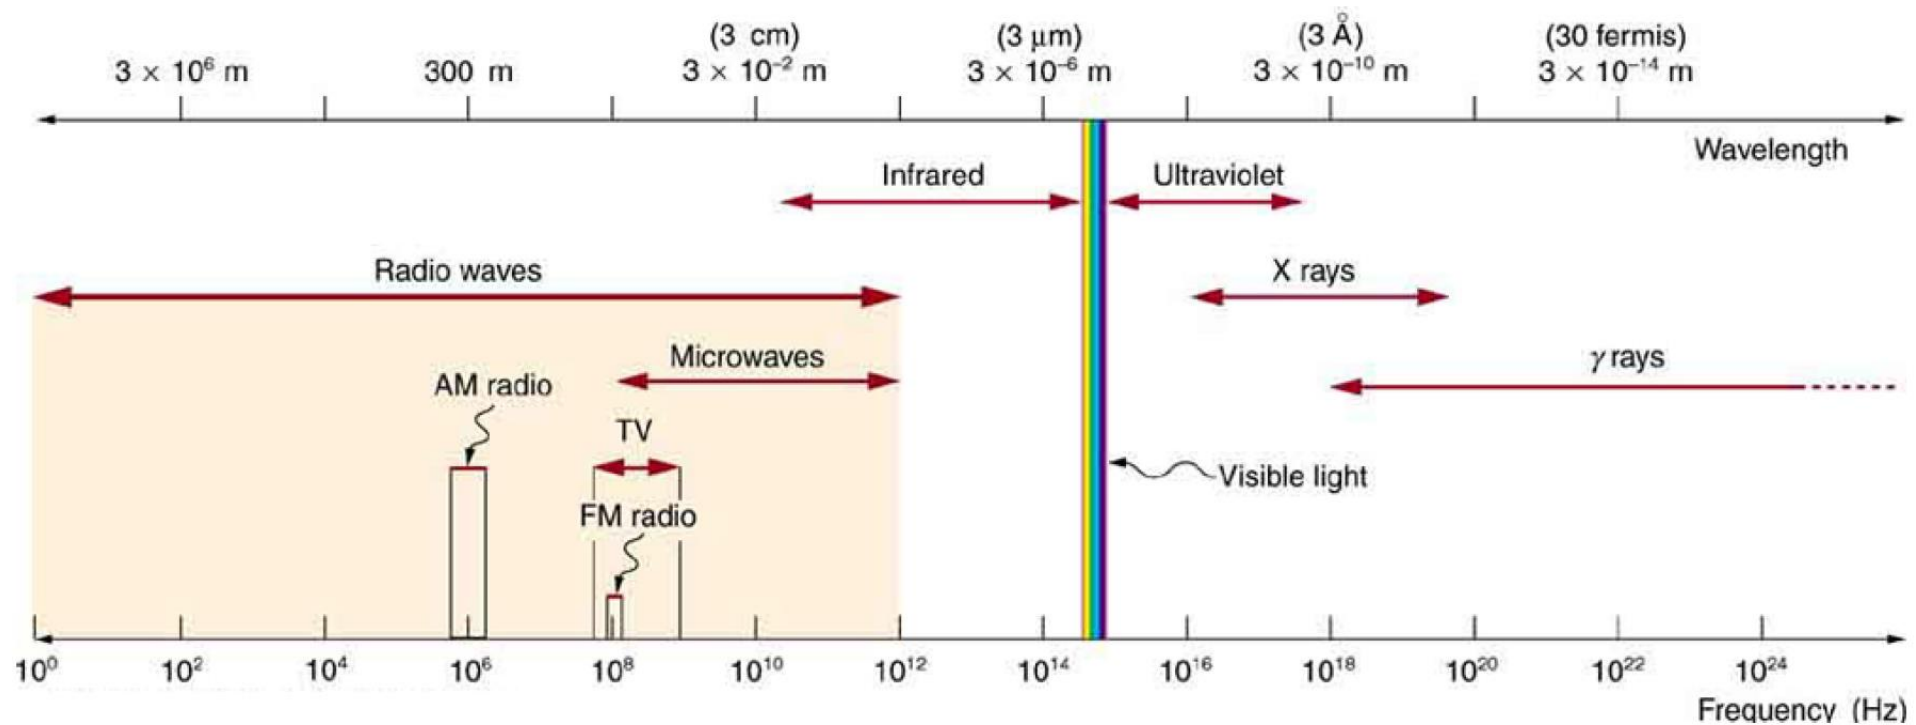 (3 cm) (3 μm) (3 Å) (30 fermis)
3 × 10⁶ m 300 m 3 × 10⁻² m 3 × 10⁻⁶ m 3 × 10⁻¹⁰ m 3 × 10⁻¹⁴ m
Wavelength
Infrared Ultraviolet
Radio waves X rays
Microwaves γ rays
AM radio
TV
Visible light
FM radio
10⁰ 10² 10⁴ 10⁶ 10⁸ 10¹⁰ 10¹² 10¹⁴ 10¹⁶ 10¹⁸ 10²⁰ 10²² 10²⁴
Frequency (Hz)